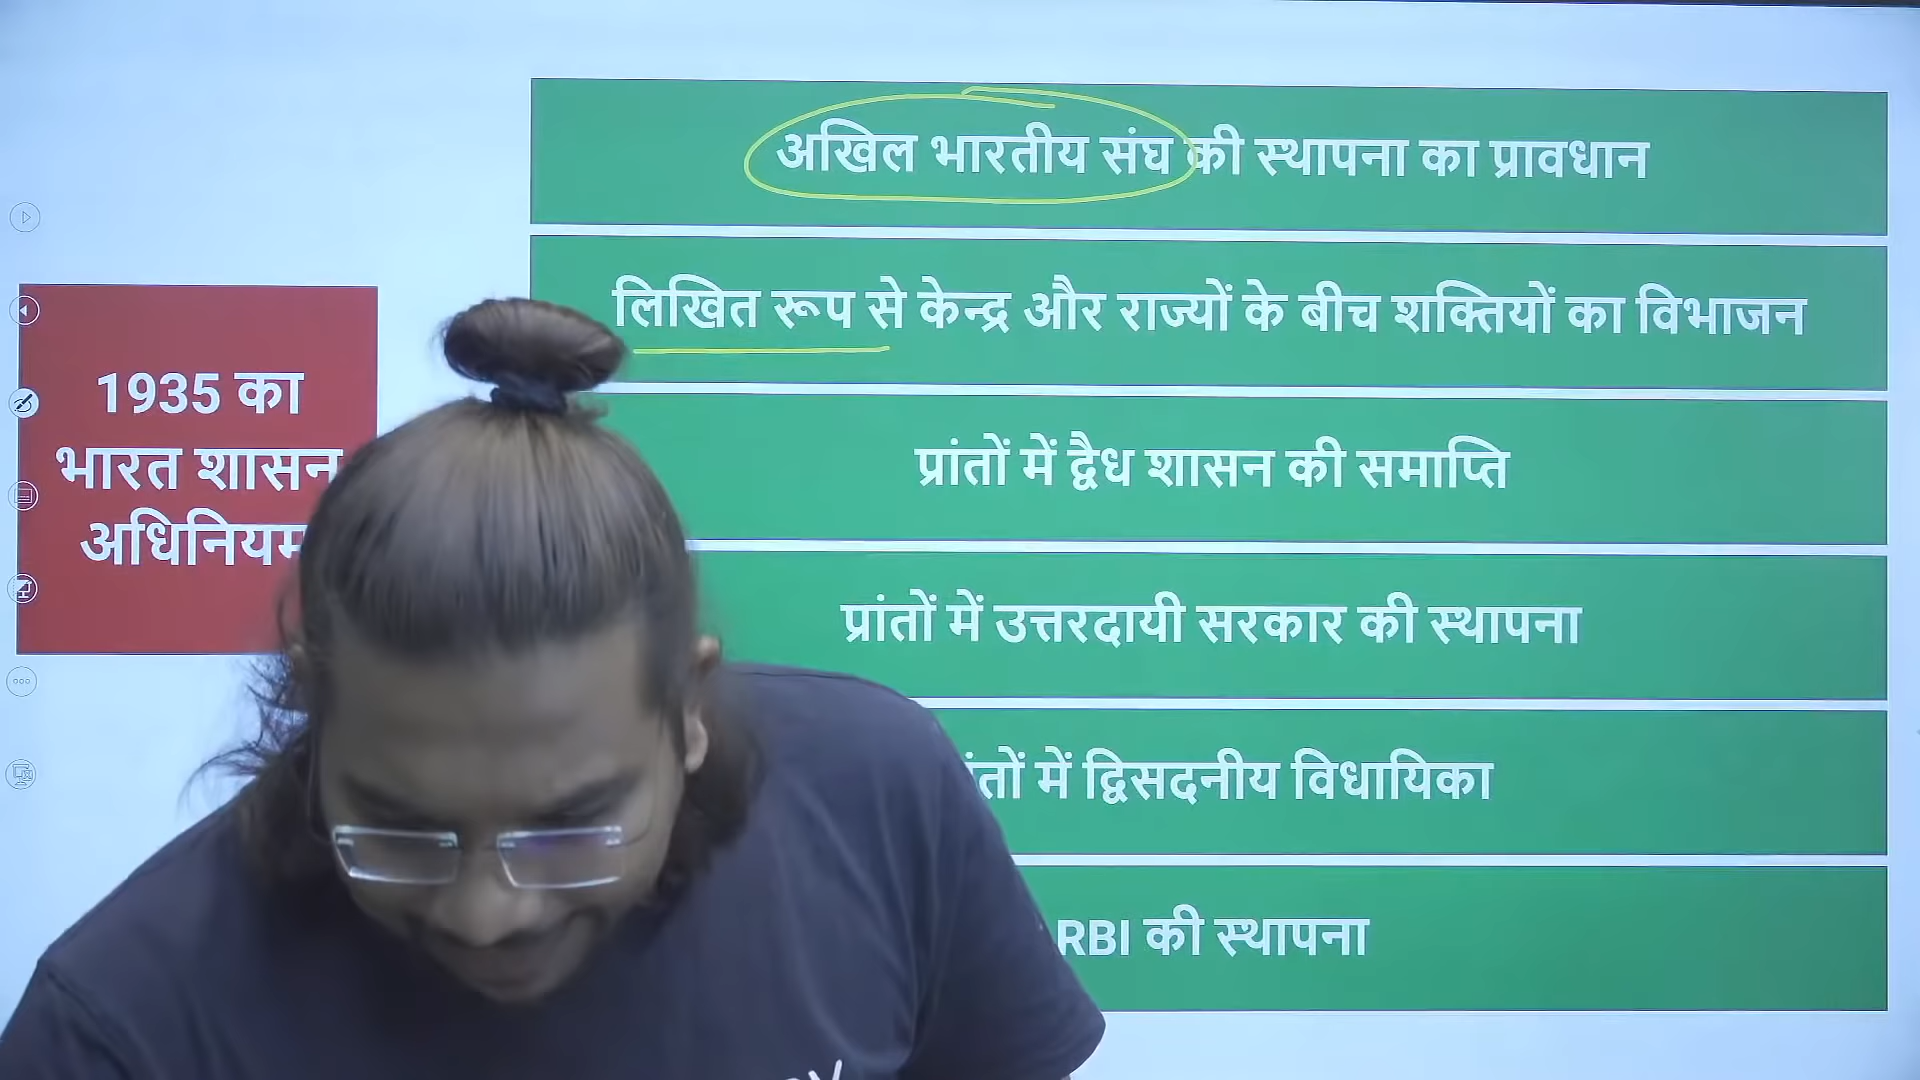 अखिल भारतीय संघ की स्थापना का प्रावधान
लिखित रूप से केन्द्र और राज्यों के बीच शक्तियों का विभाजन
1935 का
भारत शासन
अधिनियम
प्रांतों में द्वैध शासन की समाप्ति
प्रांतों में उत्तरदायी सरकार की स्थापना
में द्विसदनीय विधायिका
RBI की स्थापना